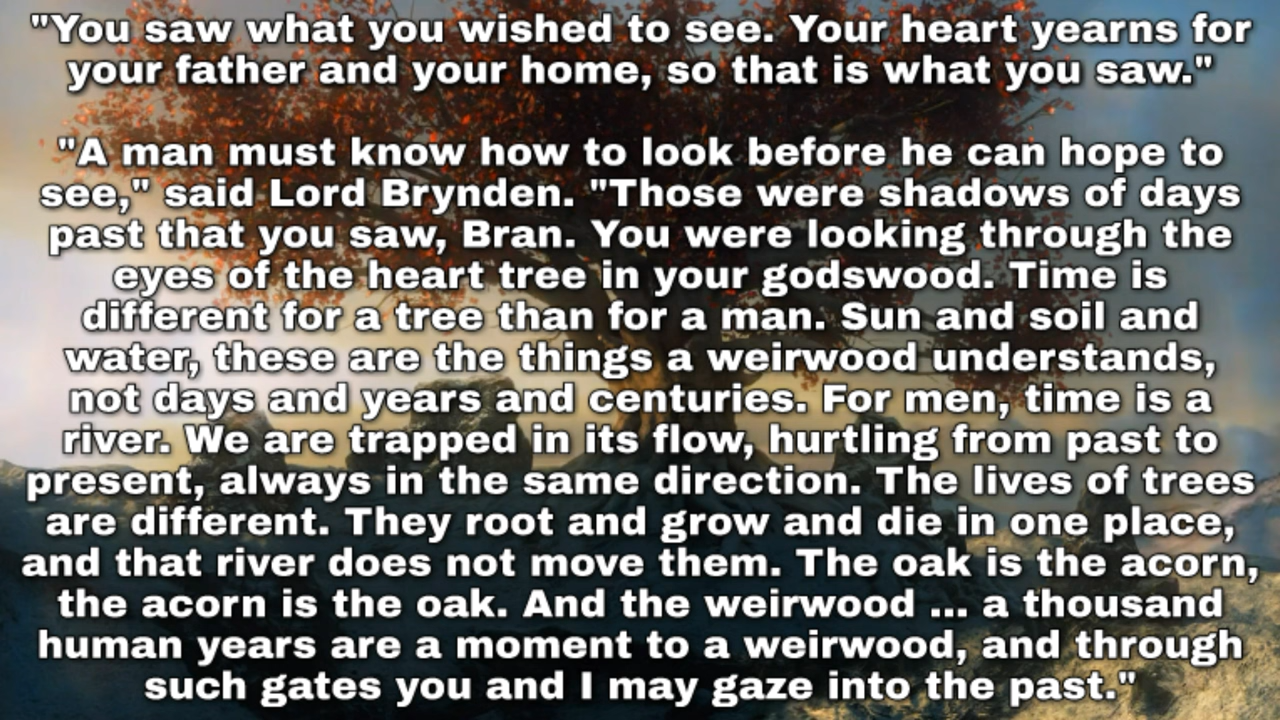 "You saw what you wished to see. Your heart yearns for
your father and your home, so that is what you saw."
"A man must know how to look before he can hope to
see," said Lord Brynden. "Those were shadows of days
past that you saw, Bran. You were looking through the
eyes of the heart tree in your godswood. Time is
different for a tree than for a man. Sun and soil and
water, these are the things a weirwood understands,
not days and years and centuries. For men, time is a
river. We are trapped in its flow, hurtling from past to
present, always in the same direction. The lives of trees
are different. They root and grow and die in one place,
and that river does not move them. The oak is the acorn,
the acorn is the oak. And the weirwood ... a thousand
human years are a moment to a weirwood, and through
such gates you and I may gaze into the past."